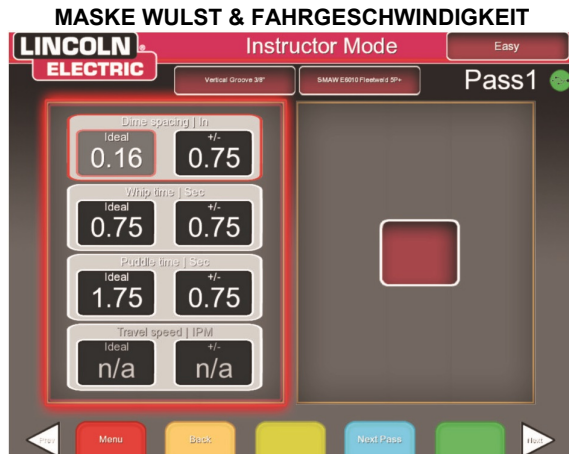 MASKE WULST & FAHRGESCHWINDIGKEIT
LINCOLN ELECTRIC
Instructor Mode
Easy
Vertical Groove 3/8"
SMAW E6010 Fleetweld 5P+
Pass1
Dime spacing | In
Ideal +/-
0.16 0.75
Whip time | Sec
Ideal +/-
0.75 0.75
Puddle time | Sec
Ideal +/-
1.75 0.75
Travel speed | IPM
Ideal +/-
n/a n/a
Prev
Menu
Back
Next Pass
Next